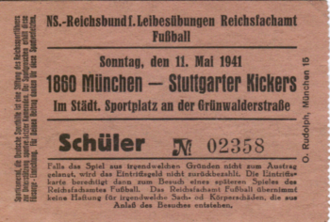 NS.-Reichsbund f. Leibesübungen Reichsfachamt
Fußball
Sonntag, den 11. Mai 1941
1860 München — Stuttgarter Kickers
Im Städt. Sportplatz an der Grünwalderstraße
Schüler № 02358
Falls das Spiel aus irgendwelchen Gründen nicht zum Austrag
gelangt, wird das Eintrittsgeld nicht zurückbezahlt. Die Eintritts-
karte berechtigt dann zum Besuch eines späteren Spieles des
Reichsfachamtes Fußball. Das Reichsfachamt Fußball übernimmt
keine Haftung für irgendwelche Sach- od. Körperschäden, die aus
Anlaß des Besuches entstehen.
O. Rudolph, München 15